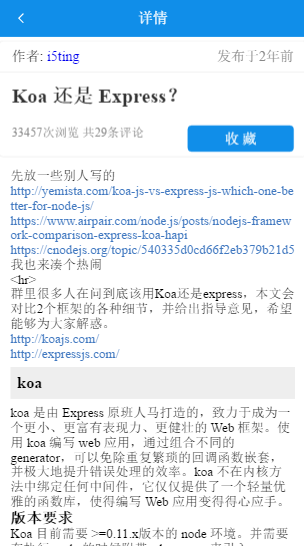 详情
作者: i5ting 发布于2年前
Koa 还是 Express？
33457次浏览 共29条评论
收 藏
先放一些别人写的
http://yemista.com/koa-js-vs-express-js-which-one-be
tter-for-node-js/
https://www.airpair.com/node.js/posts/nodejs-framew
ork-comparison-express-koa-hapi
https://cnodejs.org/topic/540335d0cd66f2eb379b21d5
我也来凑个热闹
<hr>
群里很多人在问到底该用Koa还是express，本文会
对比2个框架的各种细节，并给出指导意见，希望
能够为大家解惑。
http://koajs.com/
http://expressjs.com/
koa
koa 是由 Express 原班人马打造的，致力于成为一
个更小、更富有表现力、更健壮的 Web 框架。使
用 koa 编写 web 应用，通过组合不同的
generator，可以免除重复繁琐的回调函数嵌套，
并极大地提升错误处理的效率。koa 不在内核方
法中绑定任何中间件，它仅仅提供了一个轻量优
雅的函数库，使得编写 Web 应用变得得心应手。
版本要求
Koa 目前需要 >=0.11.x版本的 node 环境。并需要